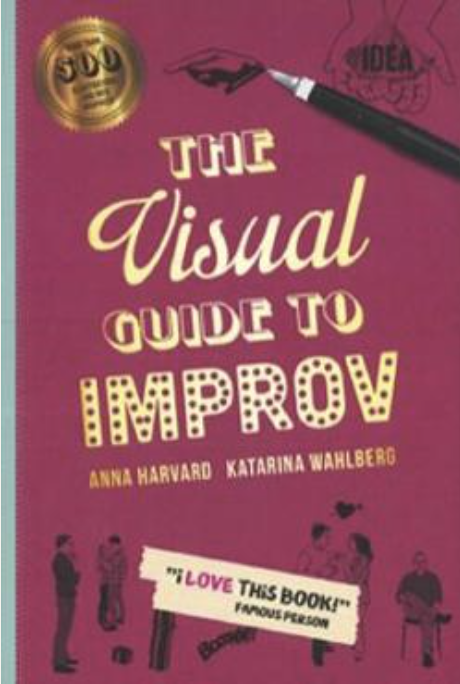 500
IDEA
THE
Visual
GUIDE TO
IMPROV
ANNA HARVARD KATARINA WAHLBERG
"I LOVE THiS BOOK!"
FAMOUS PERSON